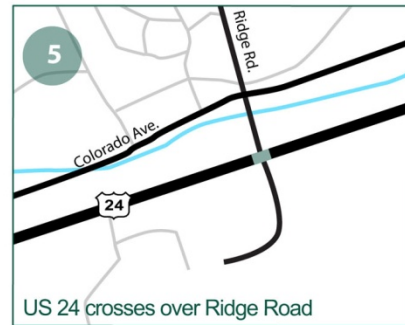 5
Ridge Rd.
Colorado Ave.
24
US 24 crosses over Ridge Road